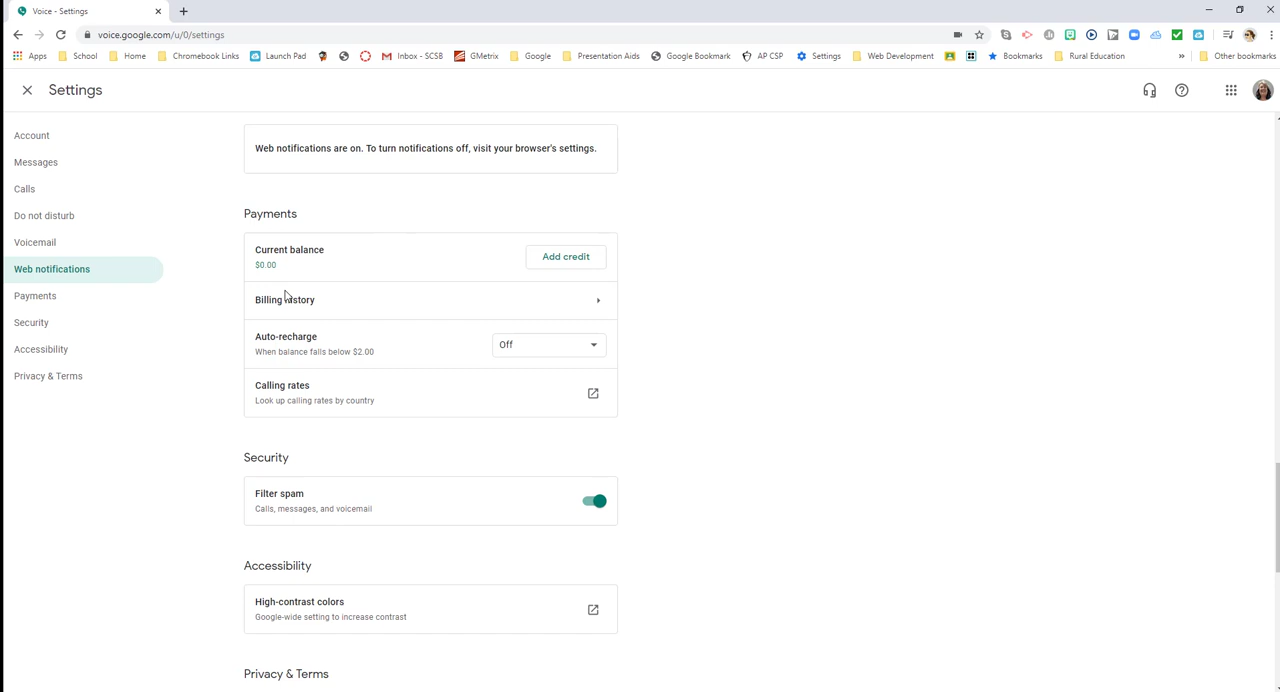 Voice - Settings
voice.google.com/u/0/settings
Apps School Home Chromebook Links Launch Pad Inbox - SCSB GMetrix Google Presentation Aids Google Bookmark AP CSP Settings Web Development Bookmarks Rural Education » Other bookmarks
Settings
Account
Messages
Calls
Do not disturb
Voicemail
Web notifications
Payments
Security
Accessibility
Privacy & Terms
Web notifications are on. To turn notifications off, visit your browser's settings.
Payments
Current balance
$0.00
Add credit
Billing history
Auto-recharge
When balance falls below $2.00
Off
Calling rates
Look up calling rates by country
Security
Filter spam
Calls, messages, and voicemail
Accessibility
High-contrast colors
Google-wide setting to increase contrast
Privacy & Terms